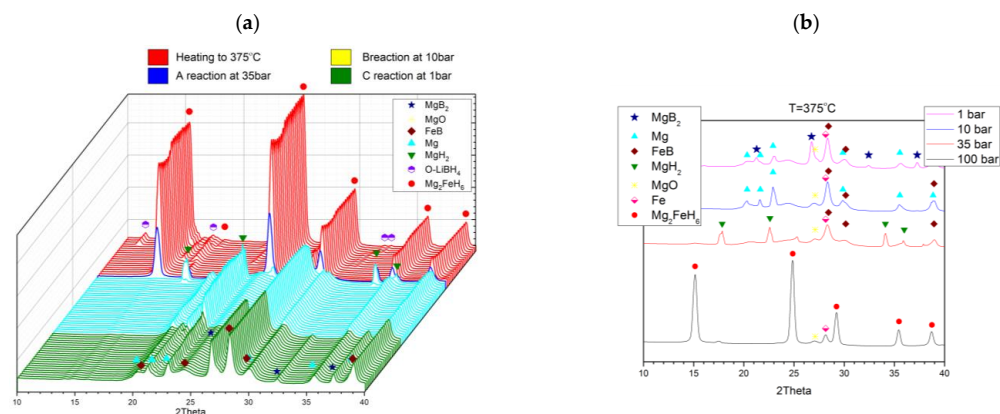 (a)
Heating to 375°C
Breaction at 10bar
A reaction at 35bar
C reaction at 1bar
MgB2
MgO
FeB
Mg
MgH2
O-LiBH4
Mg2FeH6
10 15 20 25 30 35 40
2Theta
(b)
T=375°C
MgB2
Mg
FeB
MgH2
MgO
Fe
Mg2FeH6
1 bar
10 bar
35 bar
100 bar
10 15 20 25 30 35 40
2Theta